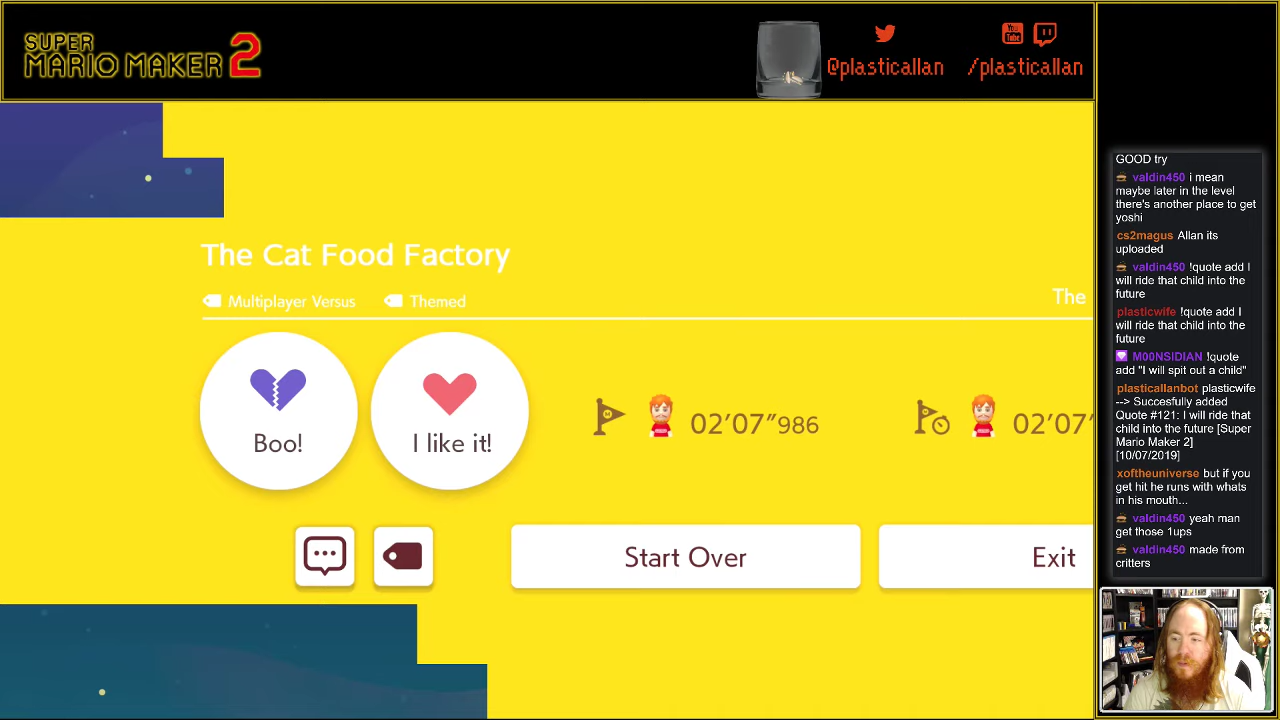 SUPER
MARIO MAKER 2
@plasticallan
/plasticallan
The Cat Food Factory
Multiplayer Versus
Themed
The
Boo!
I like it!
02'07"986
02'07"
Start Over
Exit
GOOD try
valdin450 i mean
maybe later in the level
there's another place to get
yoshi
cs2magus Allan its
uploaded
valdin450 !quote add I
will ride that child into the
future
plasticwife !quote add I
will ride that child into the
future
M00NSIDIAN !quote
add "I will spit out a child"
plasticallanbot plasticwife
--> Succesfully added
Quote #121: I will ride that
child into the future [Super
Mario Maker 2]
[10/07/2019]
xoftheuniverse but if you
get hit he runs with whats
in his mouth...
valdin450 yeah man
get those 1ups
valdin450 made from
critters